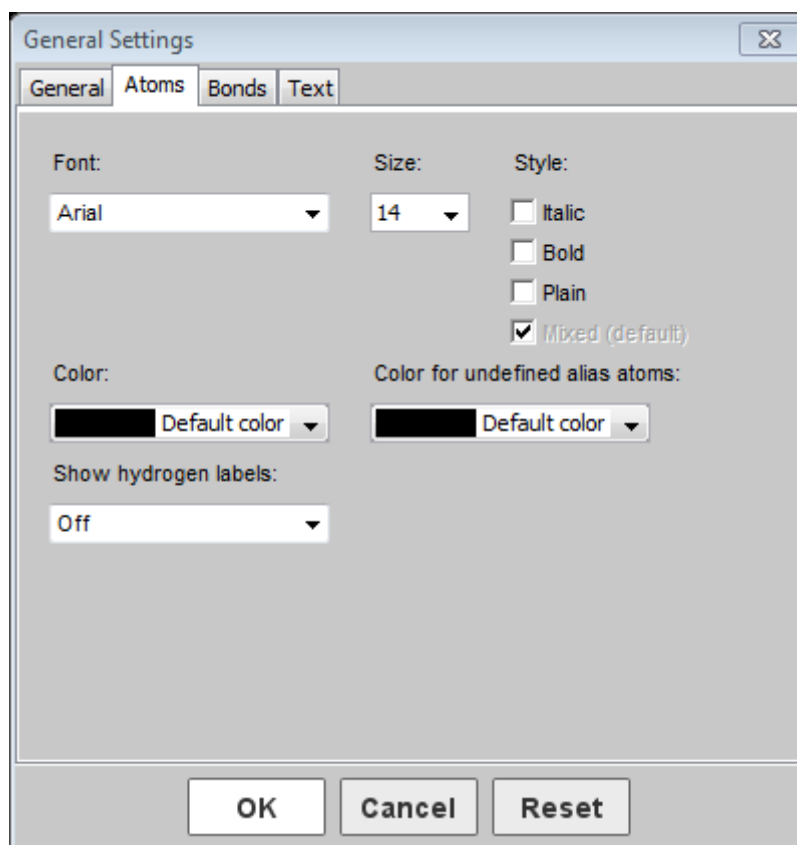 General Settings
General Atoms Bonds Text
Font: Size: Style:
Arial 14 Italic
Bold
Plain
Mixed (default)
Color: Color for undefined alias atoms:
Default color Default color
Show hydrogen labels:
Off
OK Cancel Reset